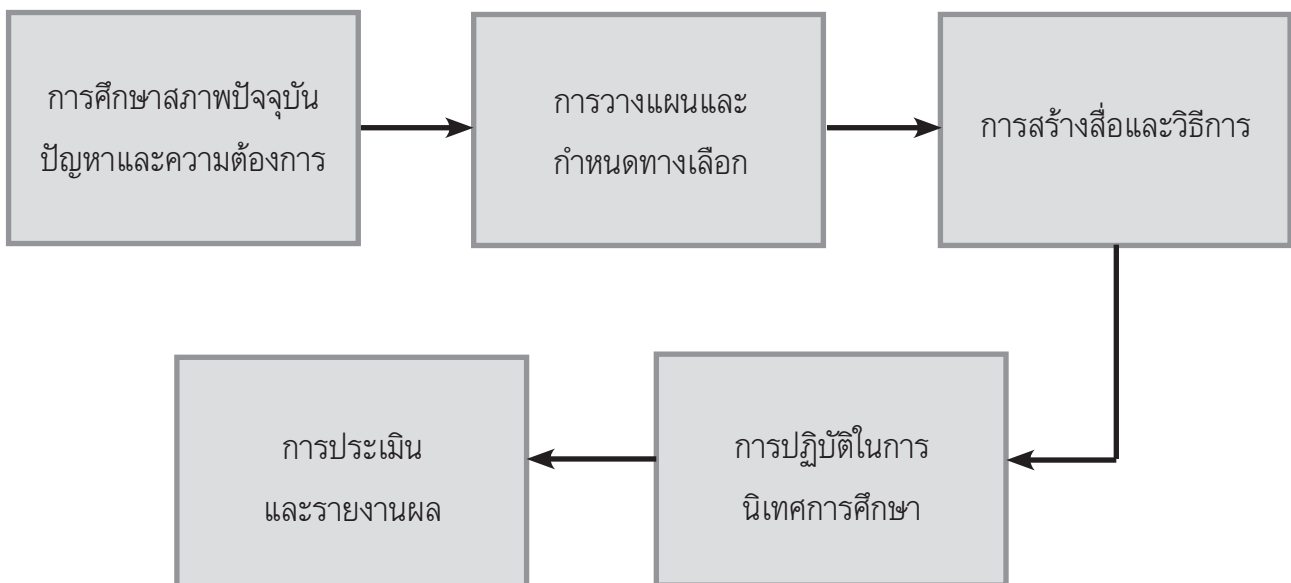 การศึกษาสภาพปัจจุบัน
ปัญหาและความต้องการ
การวางแผนและ
กำหนดทางเลือก
การสร้างสื่อและวิธีการ
การปฏิบัติในการ
นิเทศการศึกษา
การประเมิน
และรายงานผล